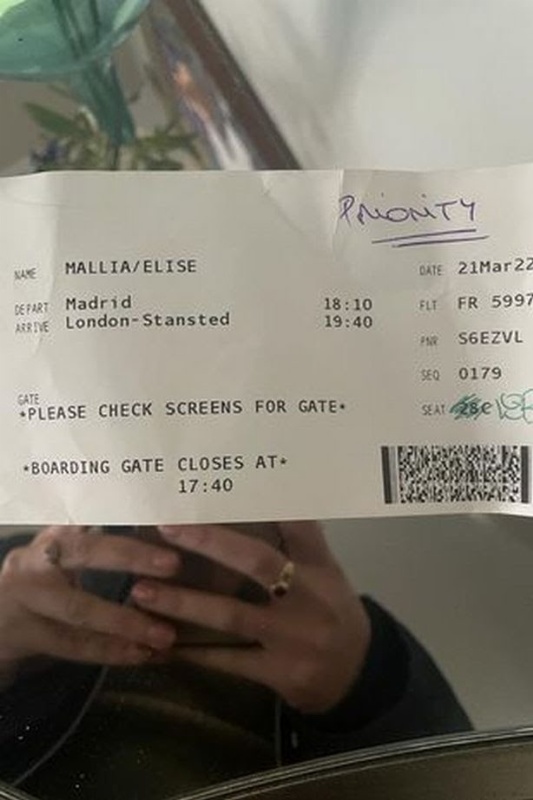 PRIORITY
NAME MALLIA/ELISE DATE 21Mar22
DEPART Madrid 18:10 FLT FR 5997
ARRIVE London-Stansted 19:40
PNR S6EZVL
SEQ 0179
GATE
*PLEASE CHECK SCREENS FOR GATE* SEAT
*BOARDING GATE CLOSES AT*
17:40